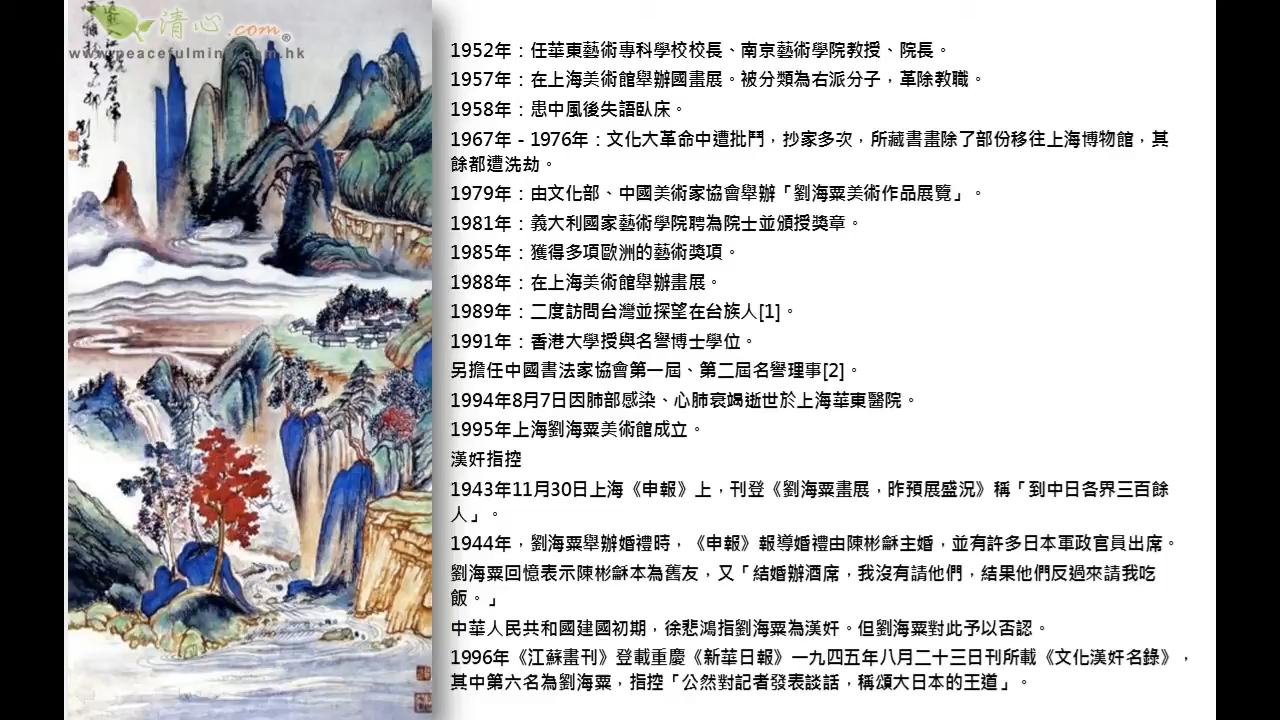 清心.com®
www.peacefulmind.com.hk
劉海粟
1952年：任華東藝術專科學校校長、南京藝術學院教授、院長。
1957年：在上海美術館舉辦國畫展。被分類為右派分子，革除教職。
1958年：患中風後失語臥床。
1967年－1976年：文化大革命中遭批鬥，抄家多次，所藏書畫除了部份移往上海博物館，其
餘都遭洗劫。
1979年：由文化部、中國美術家協會舉辦「劉海粟美術作品展覽」。
1981年：義大利國家藝術學院聘為院士並頒授獎章。
1985年：獲得多項歐洲的藝術獎項。
1988年：在上海美術館舉辦畫展。
1989年：二度訪問台灣並探望在台族人[1]。
1991年：香港大學授與名譽博士學位。
另擔任中國書法家協會第一屆、第二屆名譽理事[2]。
1994年8月7日因肺部感染、心肺衰竭逝世於上海華東醫院。
1995年上海劉海粟美術館成立。
漢奸指控
1943年11月30日上海《申報》上，刊登《劉海粟畫展，昨預展盛況》稱「到中日各界三百餘
人」。
1944年，劉海粟舉辦婚禮時，《申報》報導婚禮由陳彬龢主婚，並有許多日本軍政官員出席。
劉海粟回憶表示陳彬龢本為舊友，又「結婚辦酒席，我沒有請他們，結果他們反過來請我吃
飯。」
中華人民共和國建國初期，徐悲鴻指劉海粟為漢奸。但劉海粟對此予以否認。
1996年《江蘇畫刊》登載重慶《新華日報》一九四五年八月二十三日刊所載《文化漢奸名錄》，
其中第六名為劉海粟，指控「公然對記者發表談話，稱頌大日本的王道」。